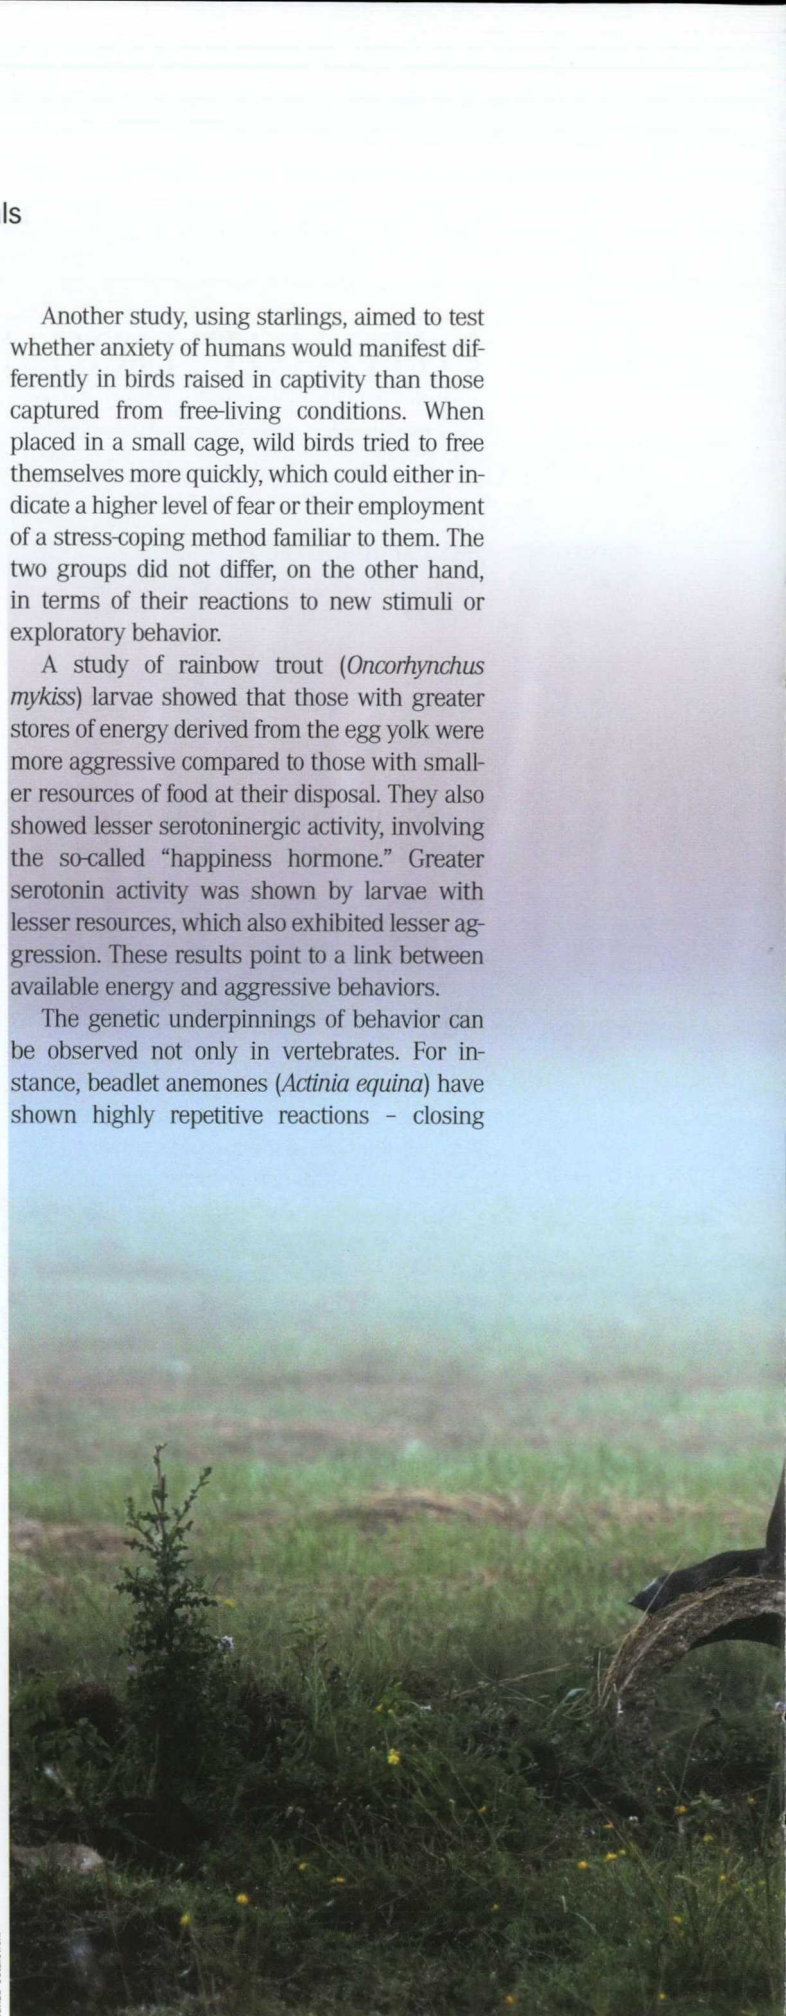 ls
Another study, using starlings, aimed to test
whether anxiety of humans would manifest dif-
ferently in birds raised in captivity than those
captured from free-living conditions. When
placed in a small cage, wild birds tried to free
themselves more quickly, which could either in-
dicate a higher level of fear or their employment
of a stress-coping method familiar to them. The
two groups did not differ, on the other hand,
in terms of their reactions to new stimuli or
exploratory behavior.
A study of rainbow trout (Oncorhynchus
mykiss) larvae showed that those with greater
stores of energy derived from the egg yolk were
more aggressive compared to those with small-
er resources of food at their disposal. They also
showed lesser serotoninergic activity, involving
the so-called “happiness hormone.” Greater
serotonin activity was shown by larvae with
lesser resources, which also exhibited lesser ag-
gression. These results point to a link between
available energy and aggressive behaviors.
The genetic underpinnings of behavior can
be observed not only in vertebrates. For in-
stance, beadlet anemones (Actinia equina) have
shown highly repetitive reactions – closing